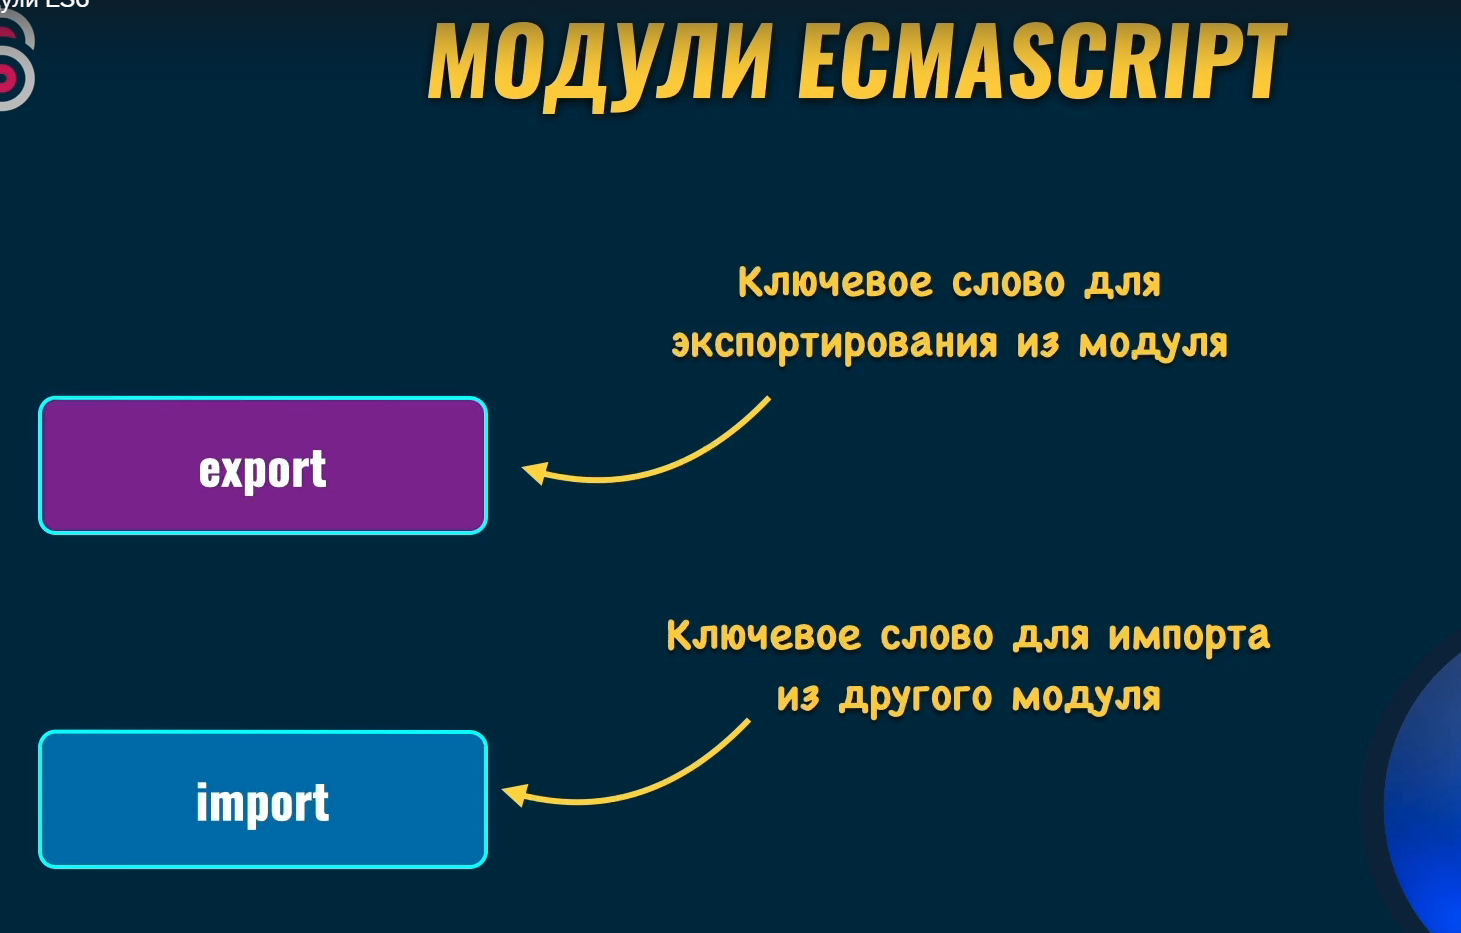 ули ES6
МОДУЛИ ECMASCRIPT
Ключевое слово для
экспортирования из модуля
export
Ключевое слово для импорта
из другого модуля
import